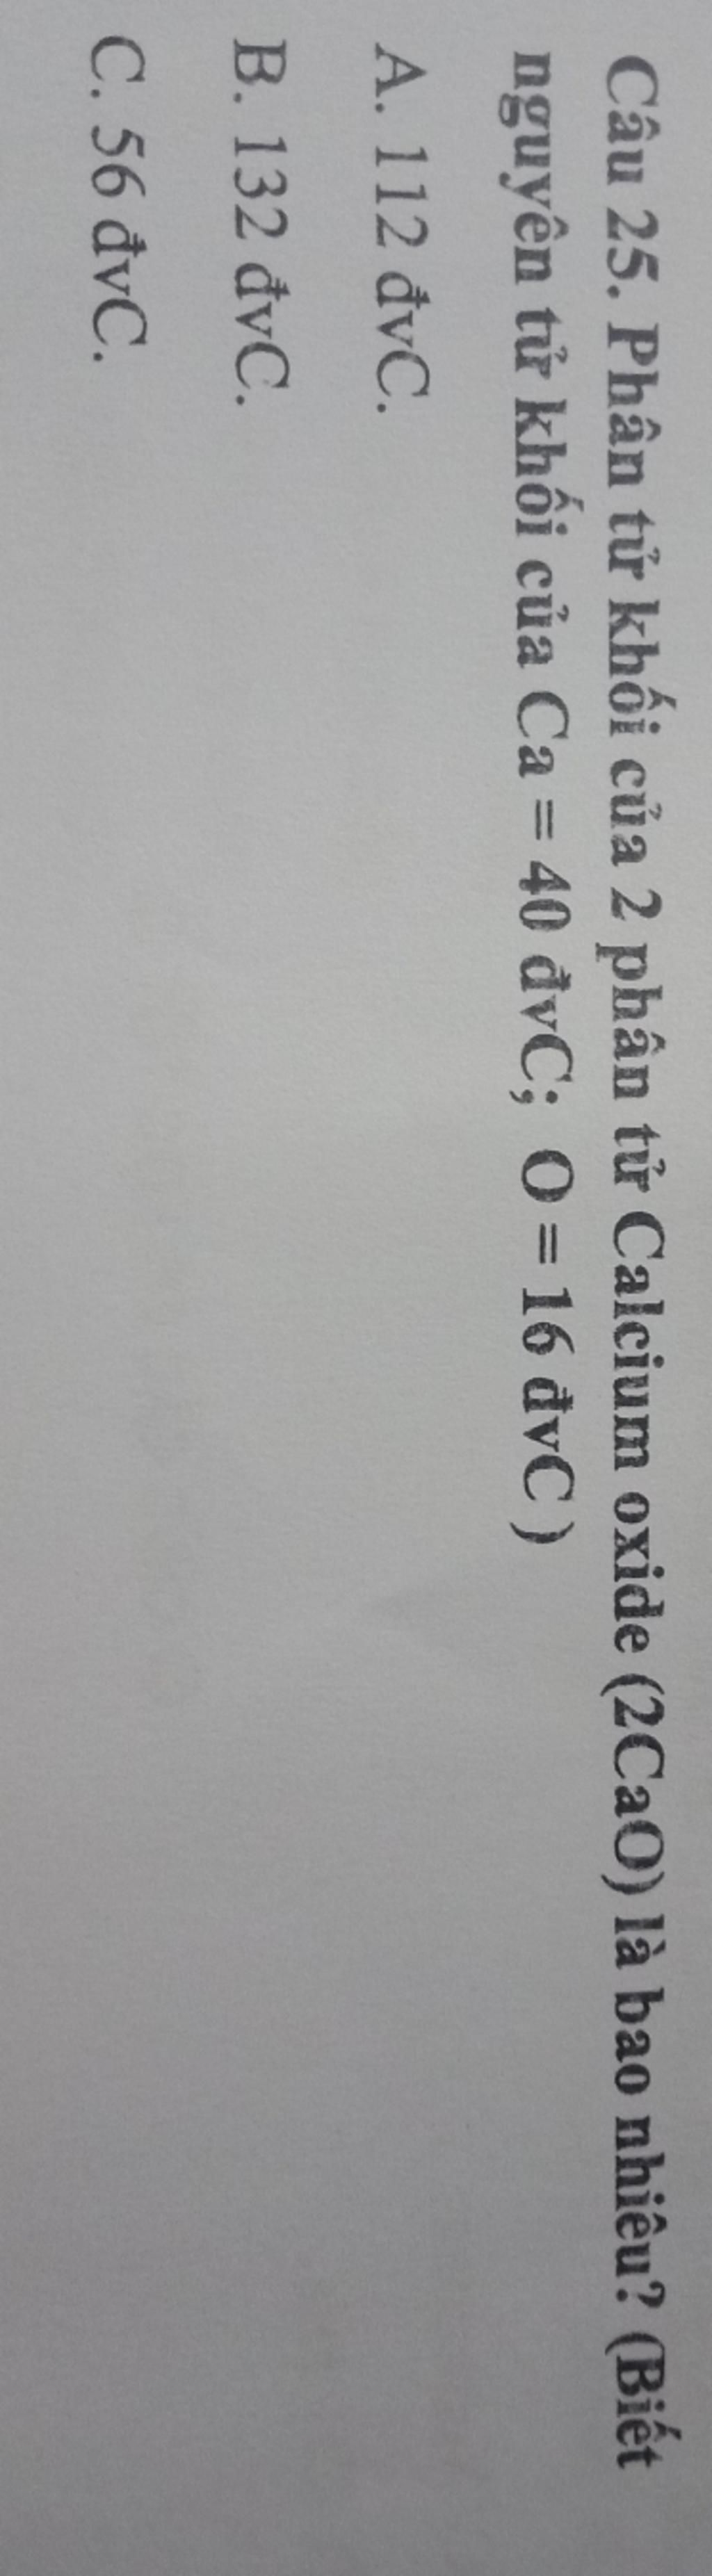 Câu 25. Phân tử khối của 2 phân tử Calcium oxide (2CaO) là bao nhiêu? (Biết
nguyên tử khối của Ca = 40 đvC; O = 16 đvC )
A. 112 đvC.
B. 132 đvC.
C. 56 đvC.